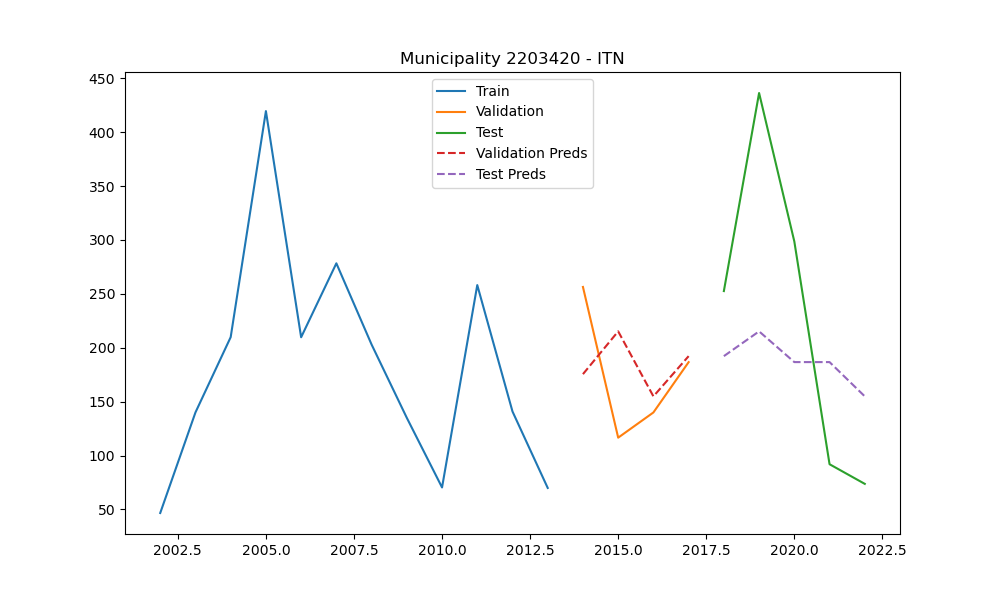 Municipality 2203420 - ITN
Train
Validation
Test
Validation Preds
Test Preds
450
400
350
300
250
200
150
100
50
2002.5 2005.0 2007.5 2010.0 2012.5 2015.0 2017.5 2020.0 2022.5